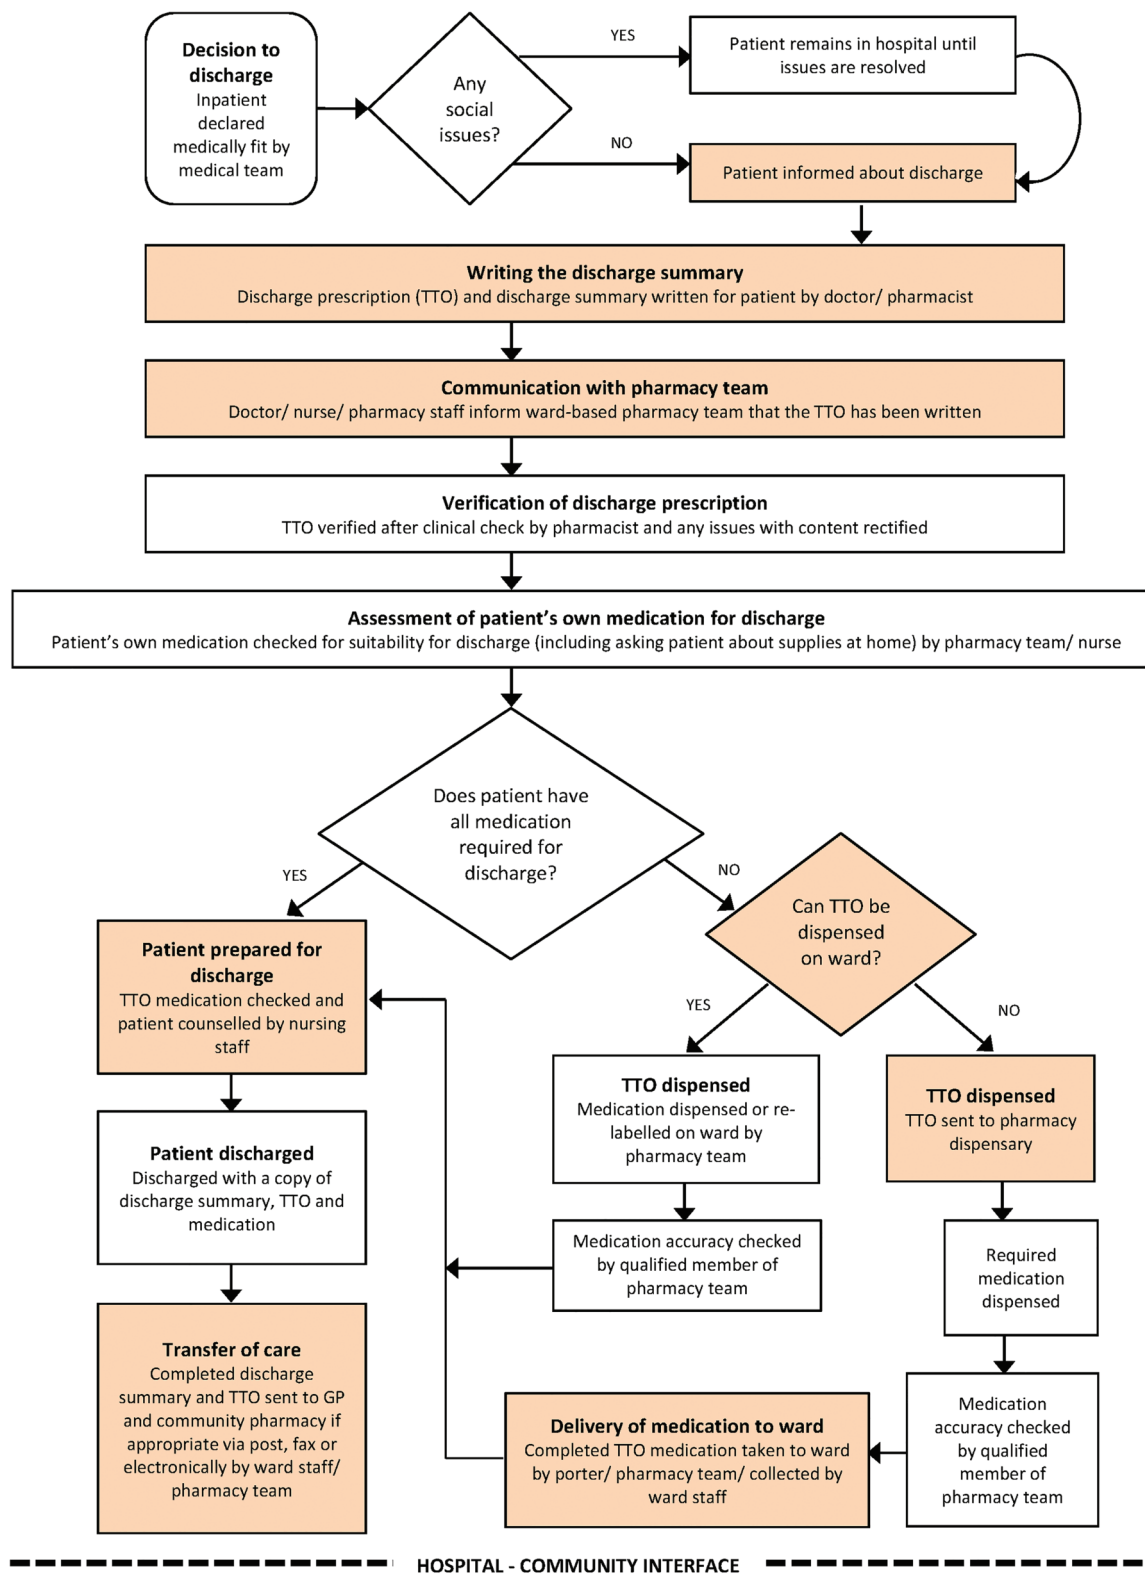 Decision to
discharge
Inpatient
declared
medically fit by
medical team
Any
social
issues?
YES
Patient remains in hospital until
issues are resolved
NO
Patient informed about discharge
Writing the discharge summary
Discharge prescription (TTO) and discharge summary written for patient by doctor/ pharmacist
Communication with pharmacy team
Doctor/ nurse/ pharmacy staff inform ward-based pharmacy team that the TTO has been written
Verification of discharge prescription
TTO verified after clinical check by pharmacist and any issues with content rectified
Assessment of patient’s own medication for discharge
Patient’s own medication checked for suitability for discharge (including asking patient about supplies at home) by pharmacy team/ nurse
Does patient have
all medication
required for
discharge?
YES
NO
Can TTO be
dispensed
on ward?
YES
NO
Patient prepared for
discharge
TTO medication checked and
patient counselled by nursing
staff
Patient discharged
Discharged with a copy of
discharge summary, TTO and
medication
Transfer of care
Completed discharge
summary and TTO sent to GP
and community pharmacy if
appropriate via post, fax or
electronically by ward staff/
pharmacy team
TTO dispensed
Medication dispensed or re-
labelled on ward by
pharmacy team
Medication accuracy checked
by qualified member of
pharmacy team
TTO dispensed
TTO sent to pharmacy
dispensary
Required
medication
dispensed
Medication
accuracy checked
by qualified
member of
pharmacy team
Delivery of medication to ward
Completed TTO medication taken to ward
by porter/ pharmacy team/ collected by
ward staff
HOSPITAL - COMMUNITY INTERFACE